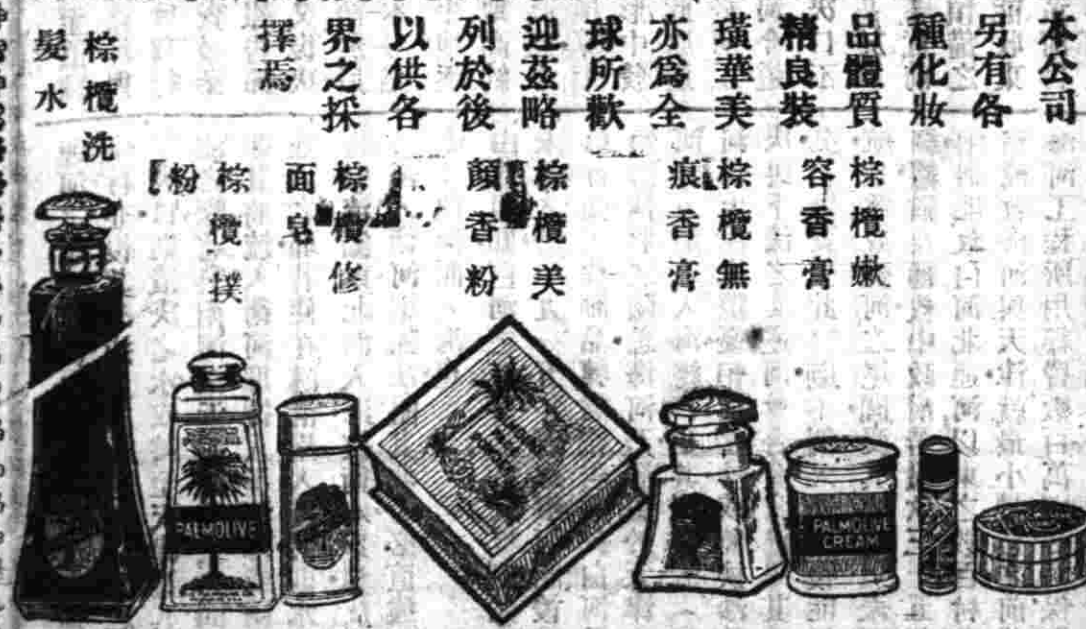 本公司
另有各
種化妝
品體質
精良裝
璜華美
亦為全
球所歡
迎茲略
列於後
以供各
界之採
擇焉
棕欖嫩
容香膏
棕欖無
痕香膏
棕欖美
顏香粉
棕欖修
面皂
棕欖撲
粉
棕欖洗
髮水
PALMOLIVE
PALMOLIVE
CREAM